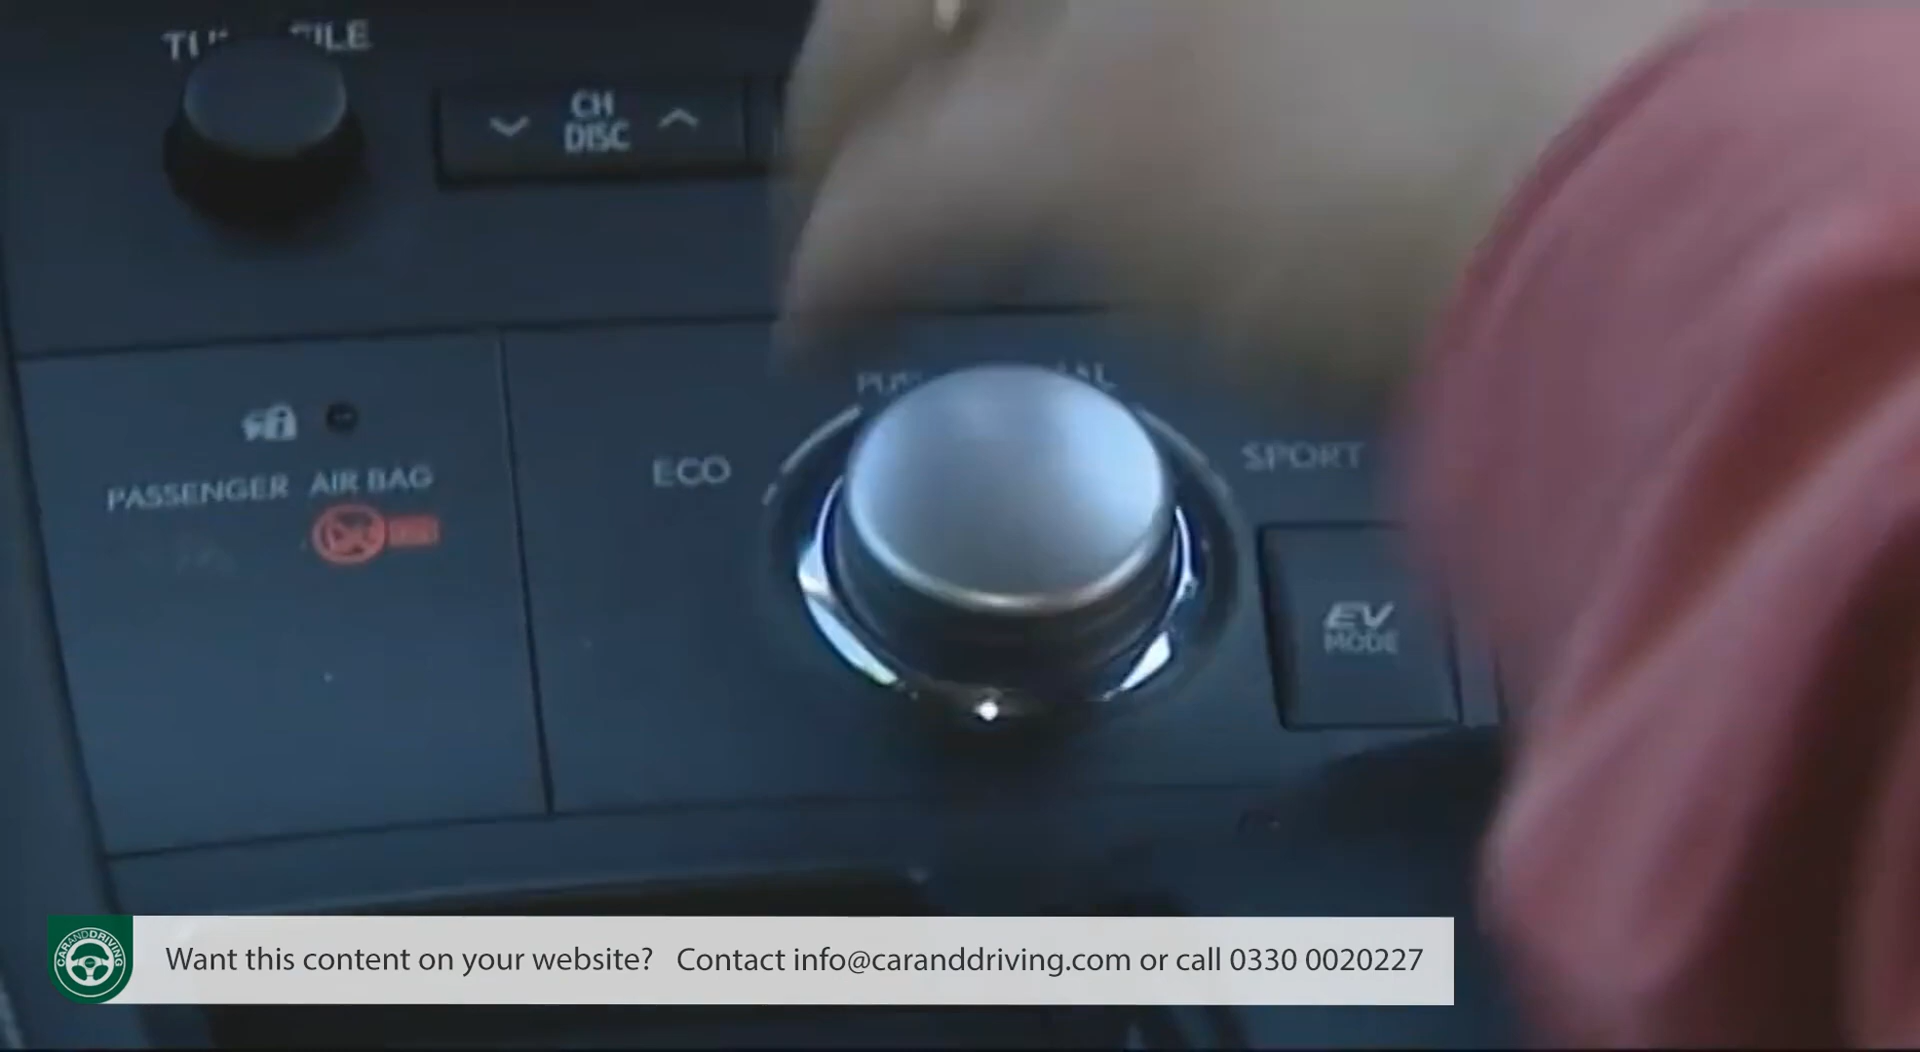 CH
DISC
PASSENGER AIR BAG
ECO
SPORT
EV
MODE
CARANDDRIVING
Want this content on your website? Contact info@caranddriving.com or call 0330 0020227